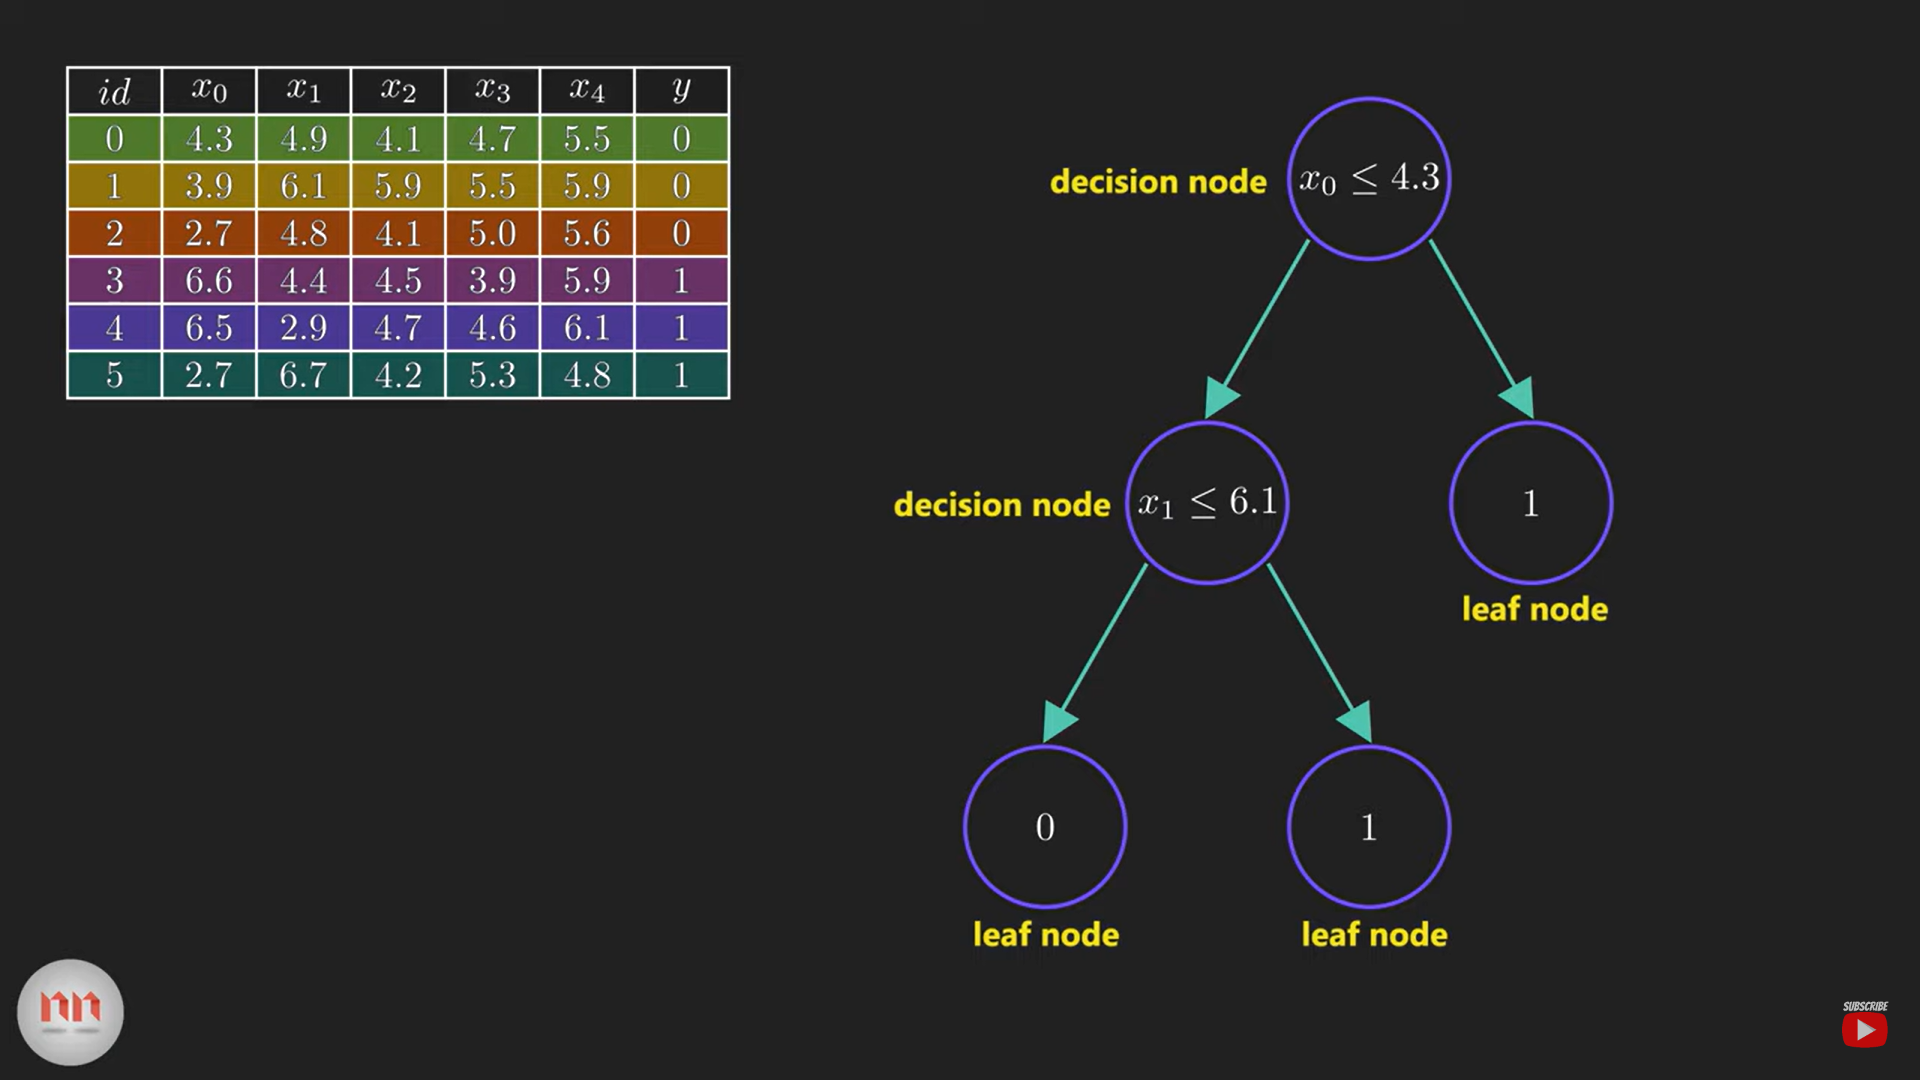 id x₀ x₁ x₂ x₃ x₄ y
0 4.3 4.9 4.1 4.7 5.5 0
1 3.9 6.1 5.9 5.5 5.9 0
2 2.7 4.8 4.1 5.0 5.6 0
3 6.6 4.4 4.5 3.9 5.9 1
4 6.5 2.9 4.7 4.6 6.1 1
5 2.7 6.7 4.2 5.3 4.8 1
decision node
x₀ ≤ 4.3
decision node
x₁ ≤ 6.1
1
leaf node
0
1
leaf node
leaf node
nn
SUBSCRIBE